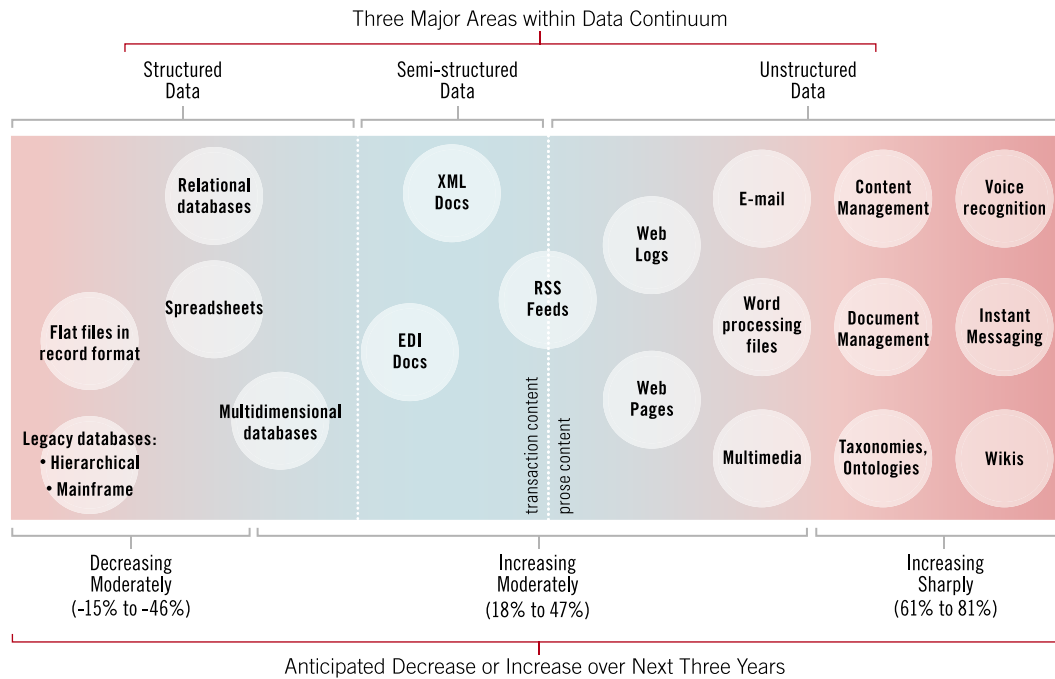 Three Major Areas within Data Continuum
Structured
Data
Semi-structured
Data
Unstructured
Data
Relational
databases
Spreadsheets
Flat files in
record format
Multidimensional
databases
Legacy databases:
• Hierarchical
• Mainframe
XML
Docs
EDI
Docs
RSS
Feeds
transaction content
prose content
Web
Logs
Web
Pages
E-mail
Word
processing
files
Multimedia
Content
Management
Document
Management
Taxonomies,
Ontologies
Voice
recognition
Instant
Messaging
Wikis
Decreasing
Moderately
(-15% to -46%)
Increasing
Moderately
(18% to 47%)
Increasing
Sharply
(61% to 81%)
Anticipated Decrease or Increase over Next Three Years